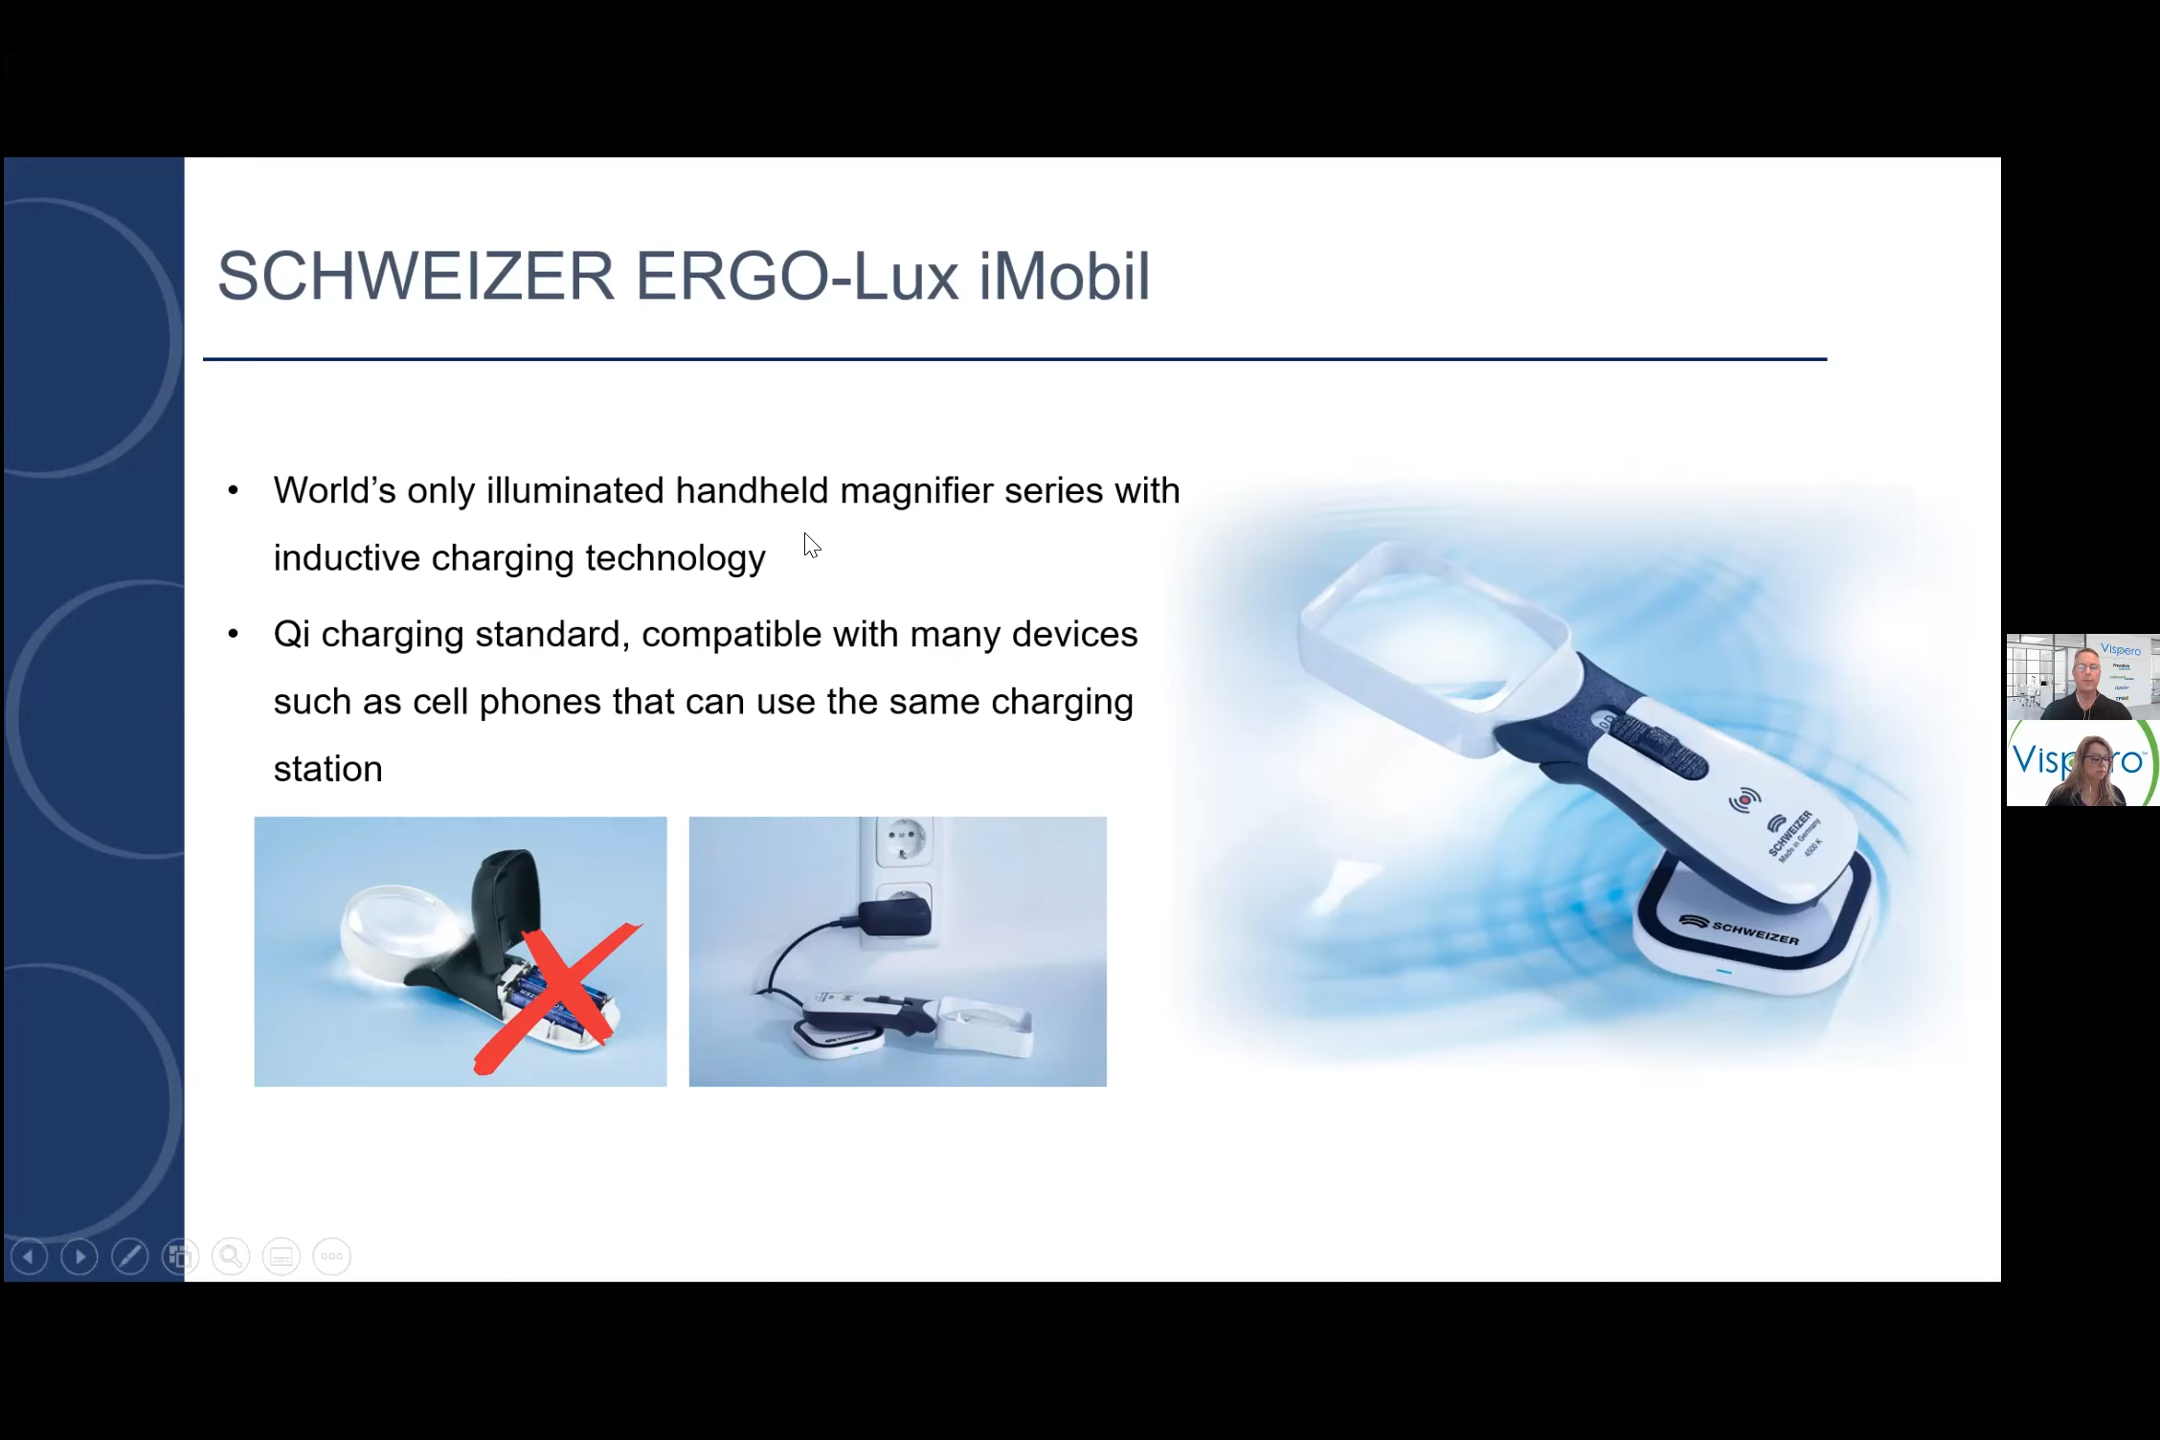 SCHWEIZER ERGO-Lux iMobil
• World’s only illuminated handheld magnifier series with
inductive charging technology
• Qi charging standard, compatible with many devices
such as cell phones that can use the same charging
station
SCHWEIZER
Made in Germany
4500 K
SCHWEIZER
Vispero
Vispero